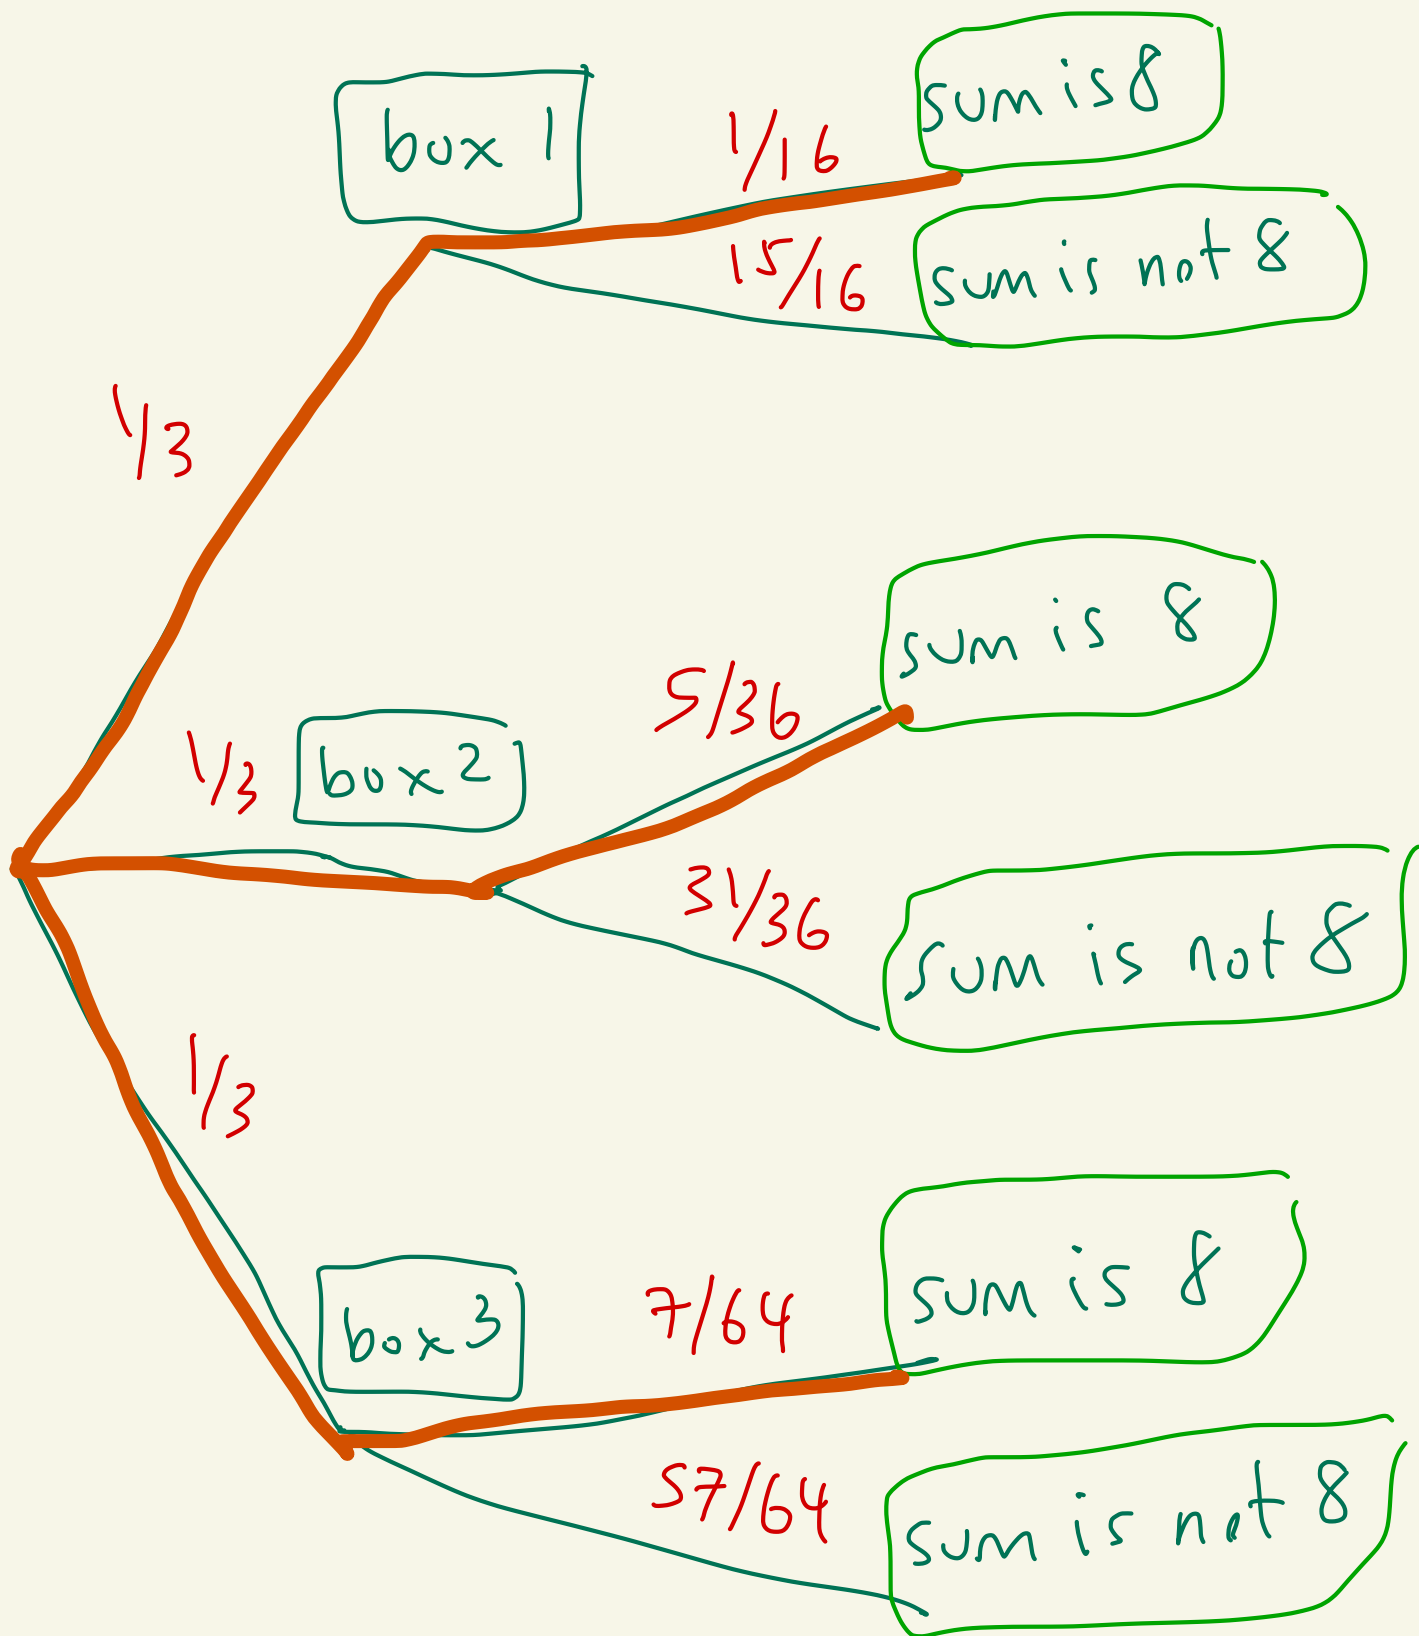 box 1
1/16
sum is 8
15/16
sum is not 8
1/3
1/3
box 2
5/36
sum is 8
31/36
sum is not 8
1/3
box 3
7/64
sum is 8
57/64
sum is not 8